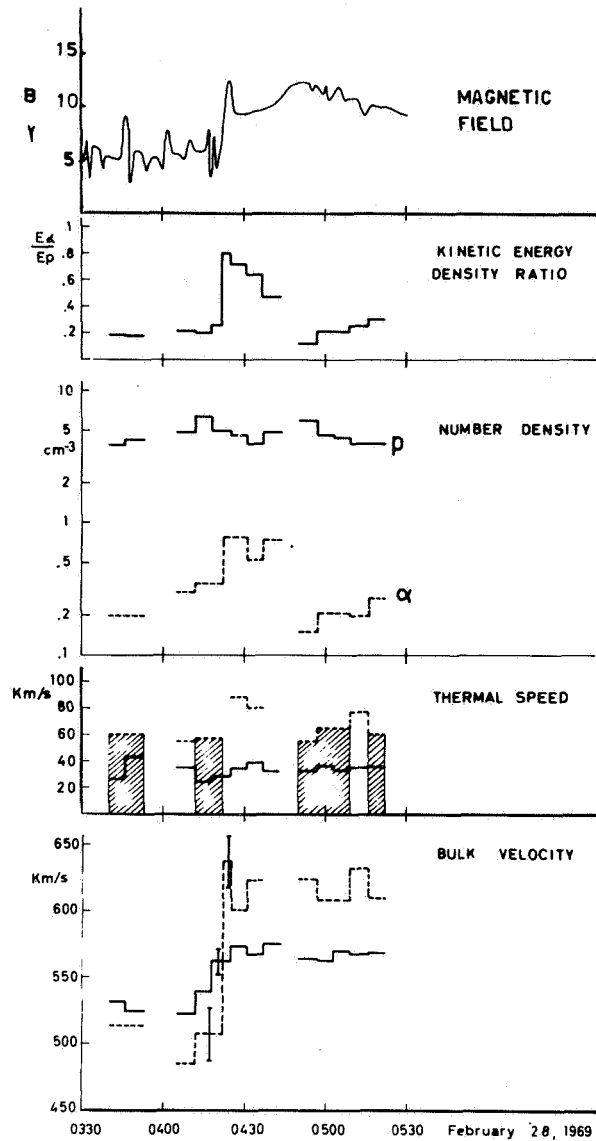 15
B
10
MAGNETIC
γ
FIELD
5
1
Eα
.8
KINETIC ENERGY
Ep
.6
DENSITY RATIO
.4
.2
10
5
NUMBER DENSITY
cm-3
p
2
1
.5
α
.2
.1
100
Km/s
THERMAL SPEED
80
60
40
20
650
BULK VELOCITY
Km/s
600
550
500
450
0330 0400 0430 0500 0530 February 28, 1969